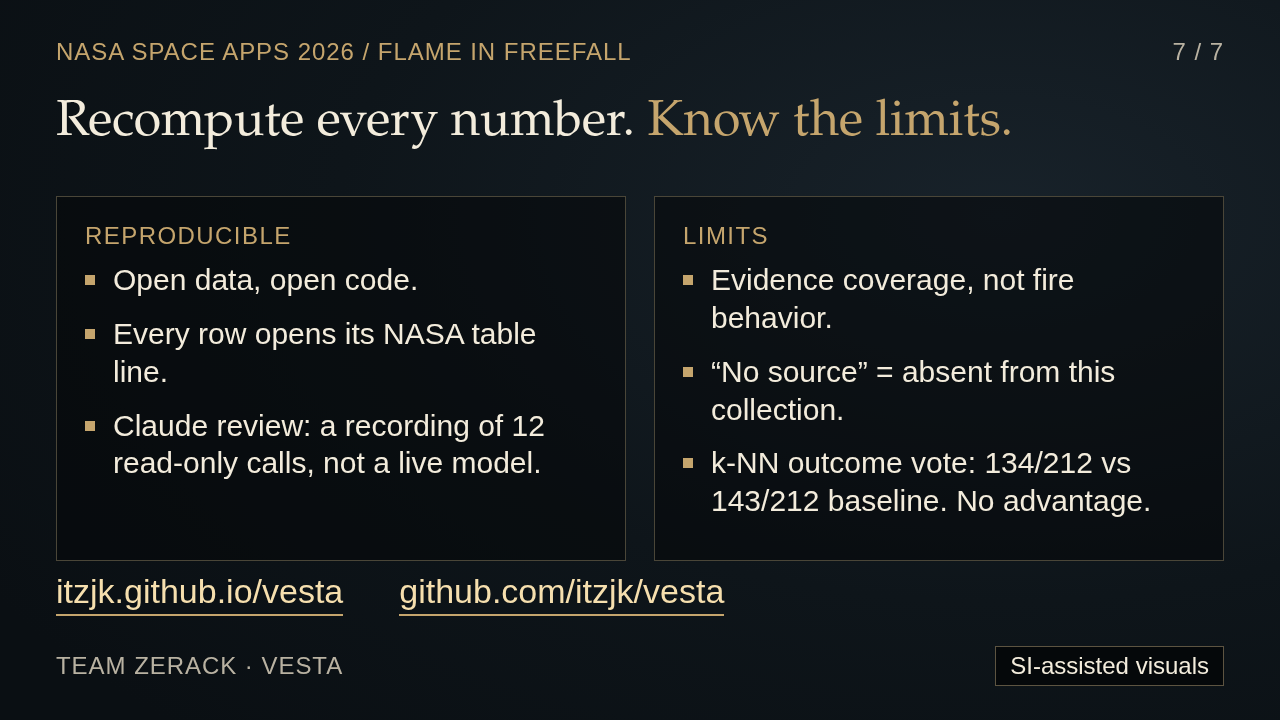 NASA SPACE APPS 2026 / FLAME IN FREEFALL
7 / 7
Recompute every number. Know the limits.
REPRODUCIBLE
Open data, open code.
Every row opens its NASA table
line.
Claude review: a recording of 12
read-only calls, not a live model.
LIMITS
Evidence coverage, not fire
behavior.
“No source” = absent from this
collection.
k-NN outcome vote: 134/212 vs
143/212 baseline. No advantage.
itzjk.github.io/vesta
github.com/itzjk/vesta
TEAM ZERACK · VESTA
SI-assisted visuals